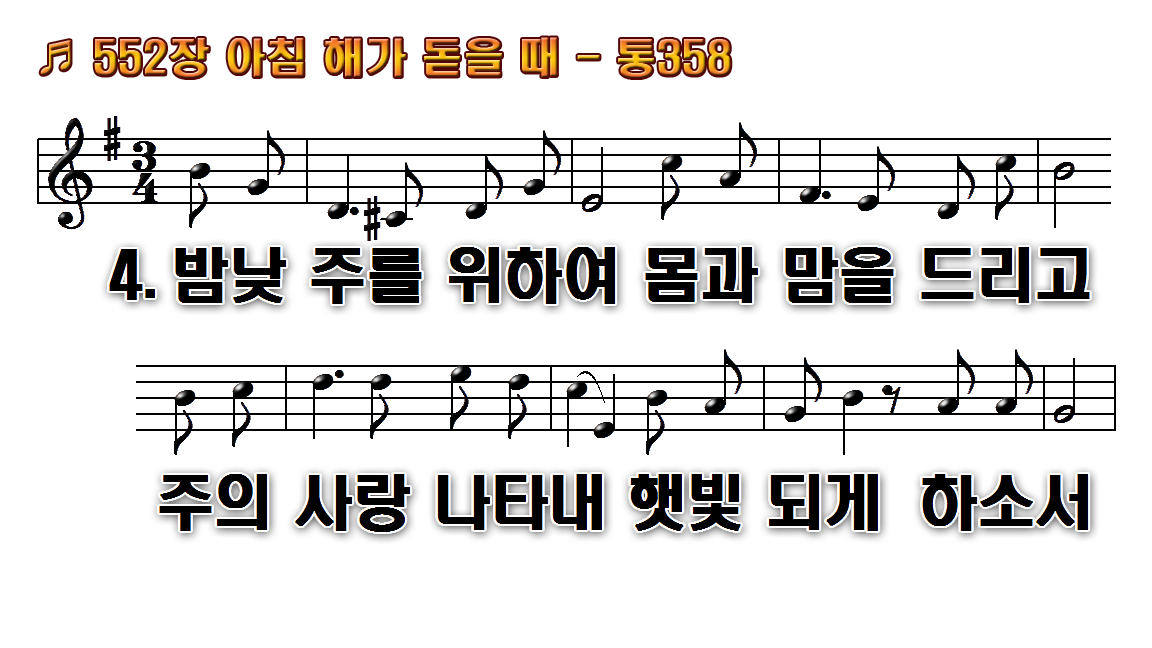 ♬ 552장 아침 해가 돋을 때 - 통358
3
4
4. 밤낮 주를 위하여 몸과 맘을 드리고
주의 사랑 나타내 햇빛 되게 하소서